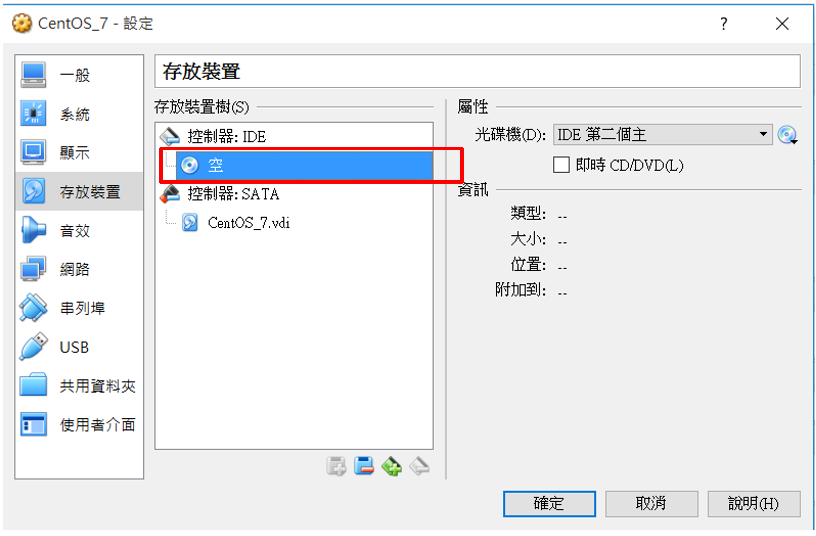 CentOS_7 - 設定
?
一般
系統
顯示
存放裝置
音效
網路
串列埠
USB
共用資料夾
使用者介面
存放裝置
存放裝置樹(S)
控制器: IDE
空
控制器: SATA
CentOS_7.vdi
屬性
光碟機(D): IDE 第二個主
即時 CD/DVD(L)
資訊
類型: --
大小: --
位置: --
附加到: --
確定
取消
說明(H)